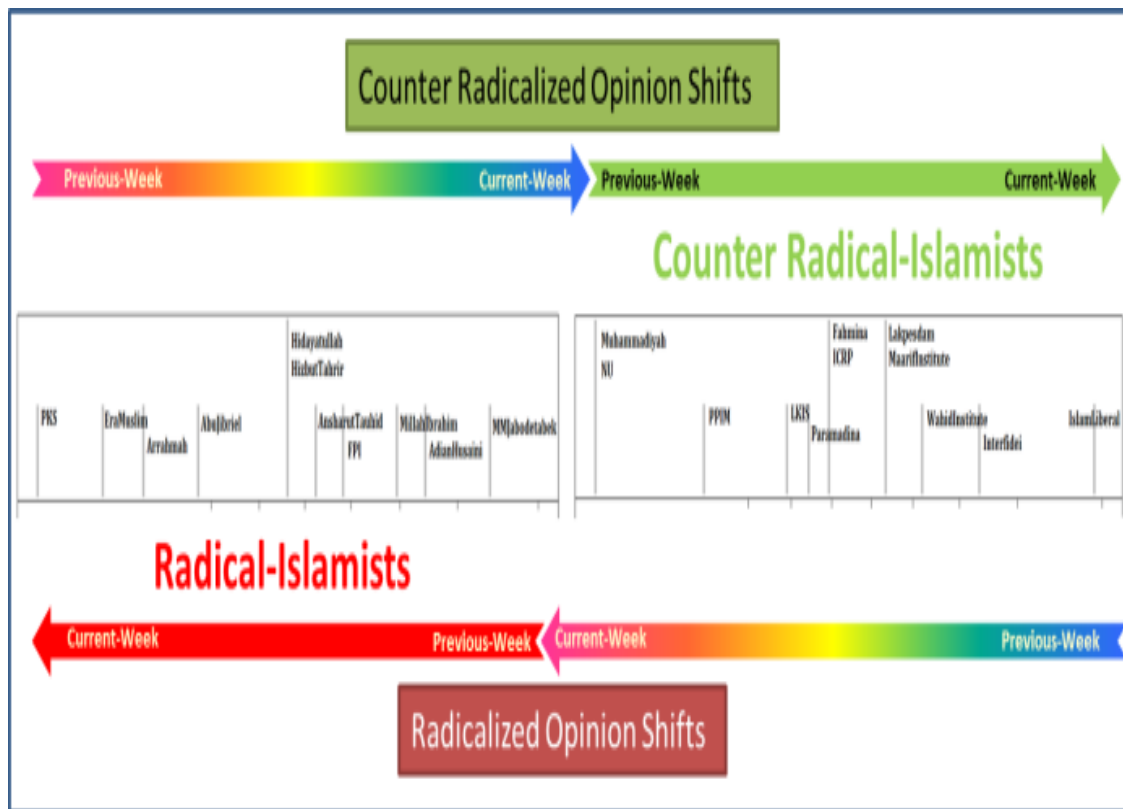 Counter Radicalized Opinion Shifts
Previous-Week
Current-Week
Previous-Week
Current-Week
Counter Radical-Islamists
Hidayatullah
HizbutTahrir
PKS
EraMuslim
Arrahmah
AbuJibriel
AnsharutTauhid
FPI
MillahIbrahim
AdianHusaini
MMJabodetabek
Muhammadiyah
NU
Fahmina
ICRP
Lakpesdam
MaarifInstitute
PPIM
LKIS
Paramadina
WahidInstitute
Interfidei
IslamLiberal
Radical-Islamists
Current-Week
Previous-Week
Current-Week
Previous-Week
Radicalized Opinion Shifts